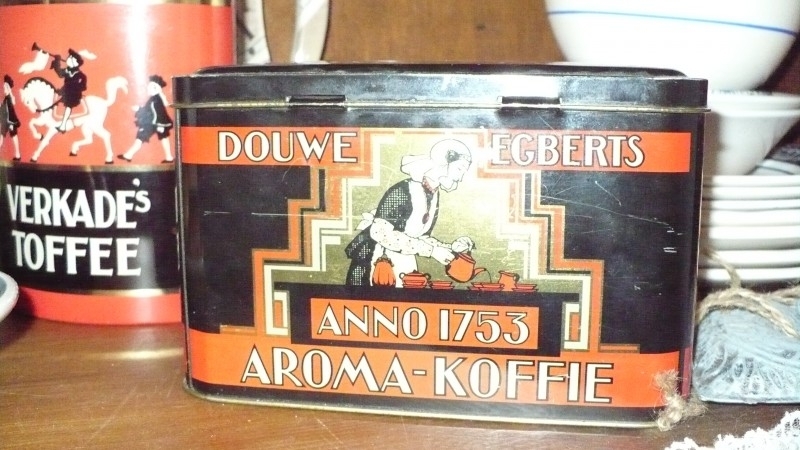 VERKADE's
TOFFEE
DOUWE EGBERTS
ANNO 1753
AROMA-KOFFIE